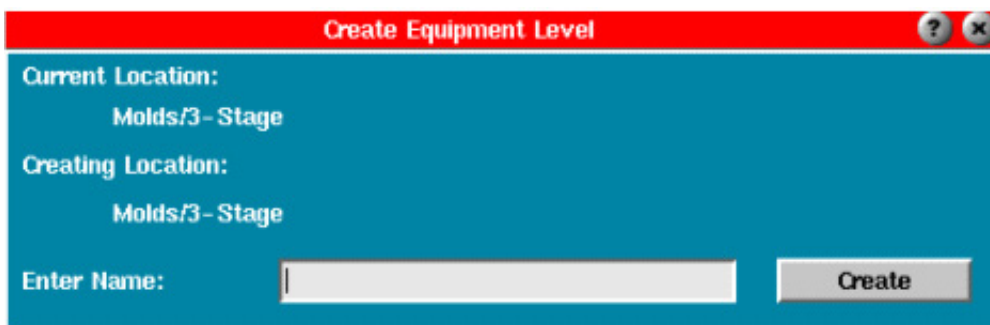 Create Equipment Level
?
Current Location:
Molds/3-Stage
Creating Location:
Molds/3-Stage
Enter Name:
Create